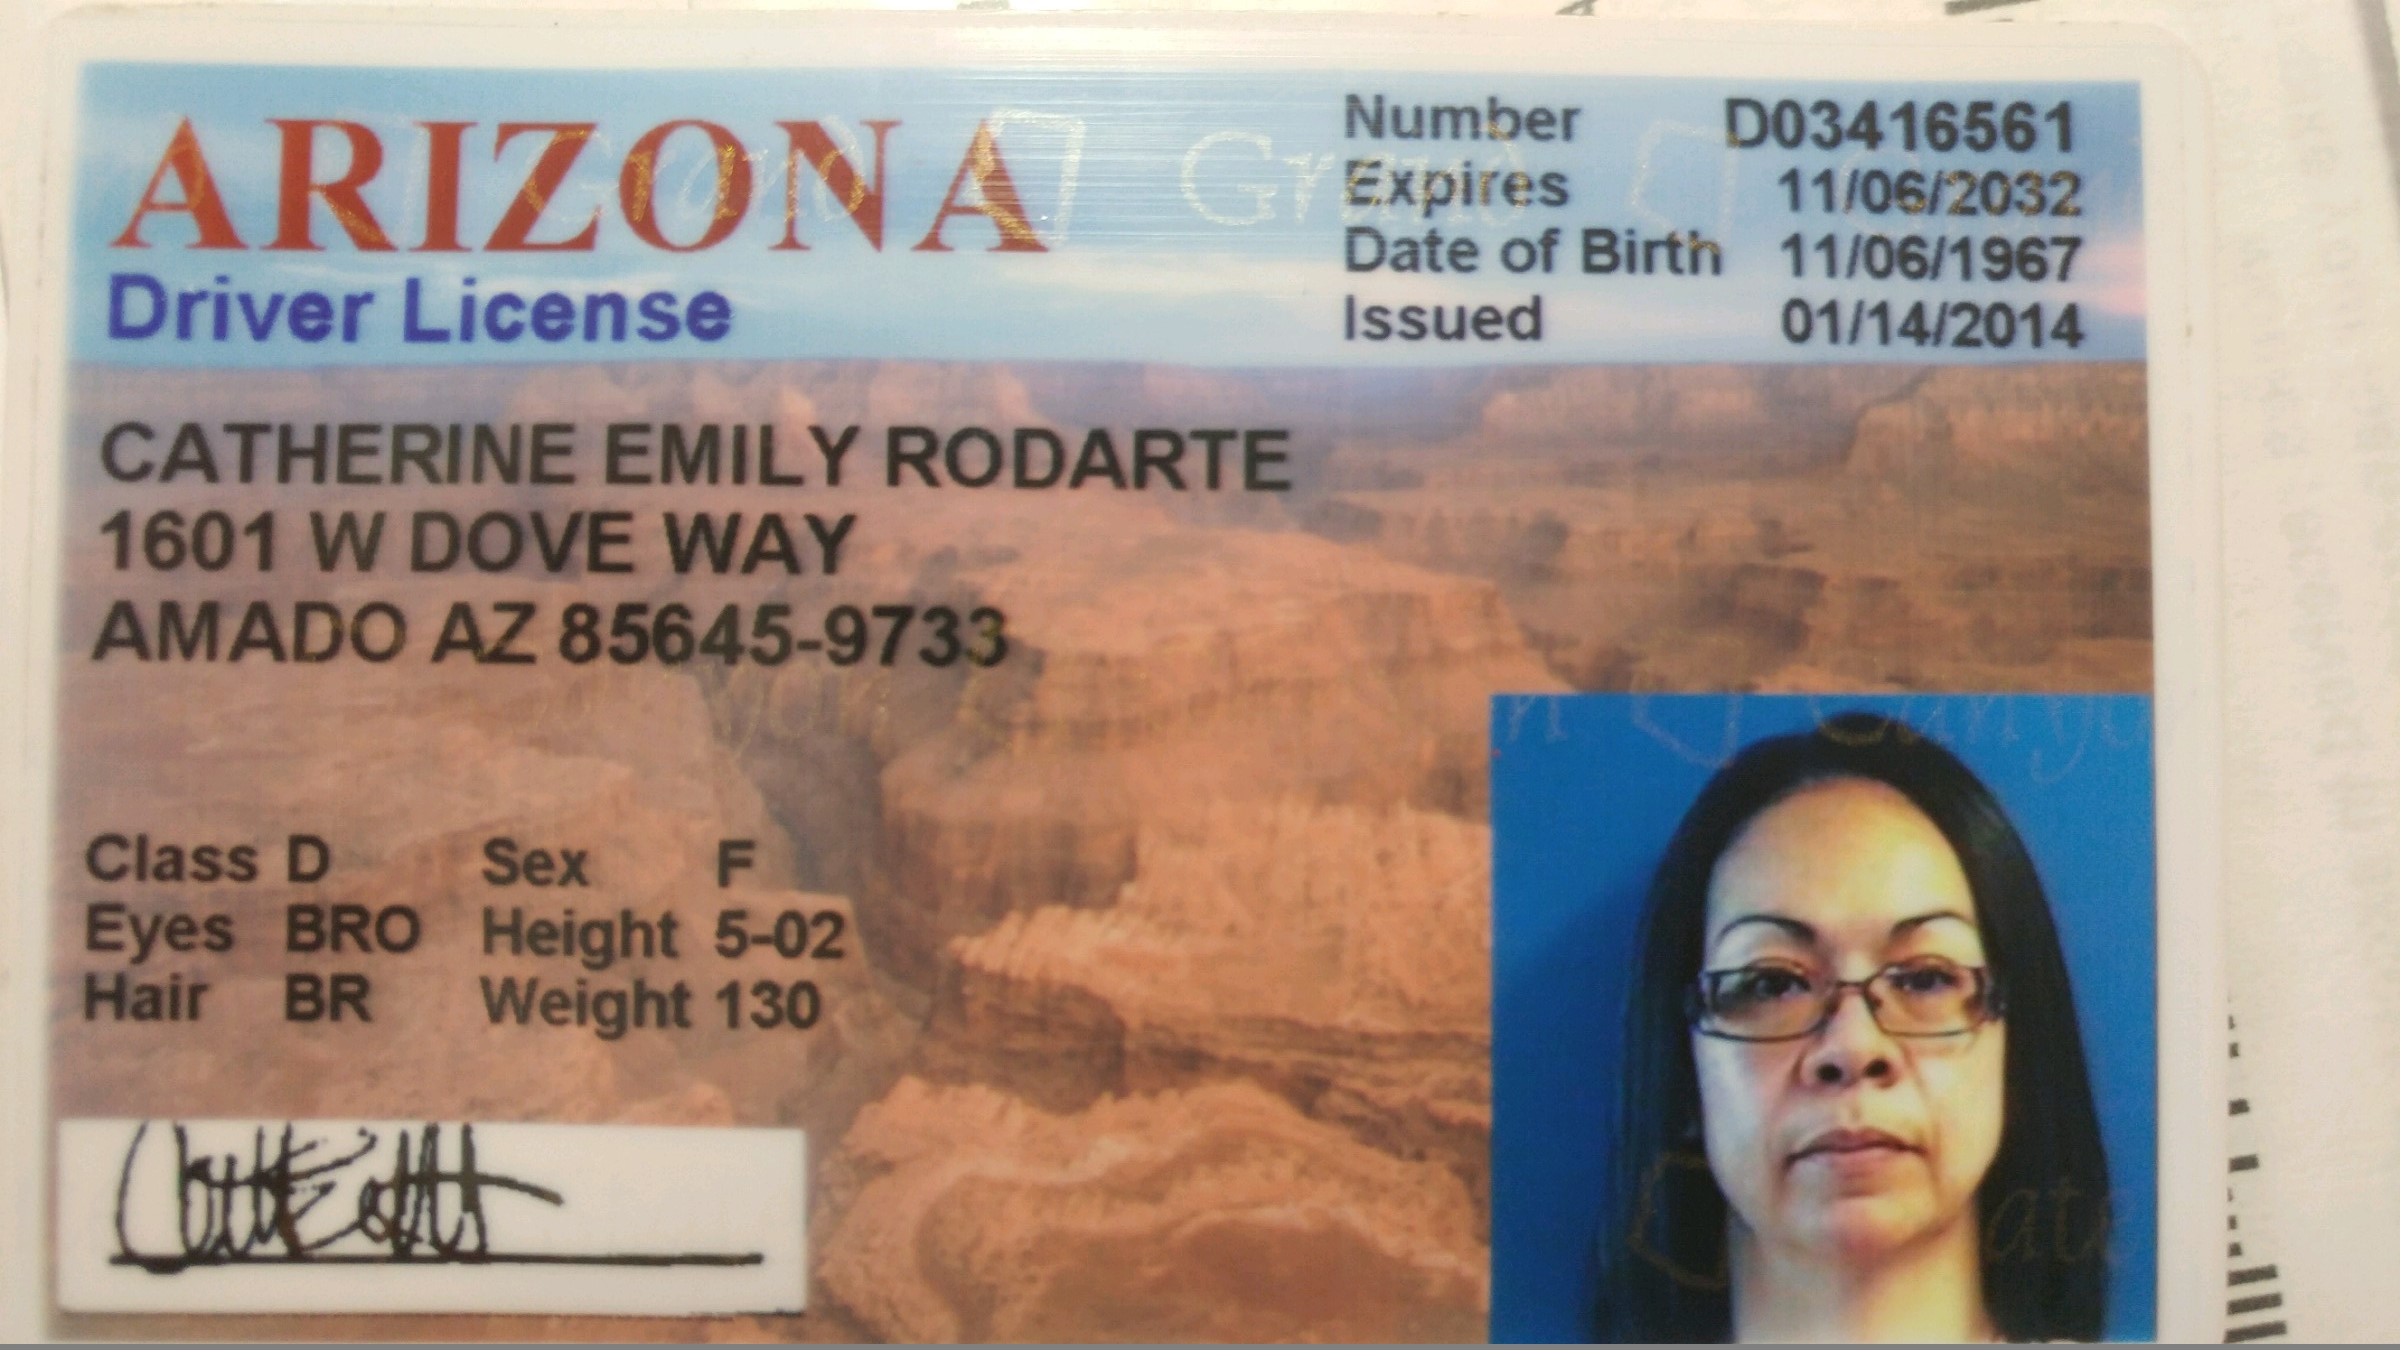 ARIZONA
Driver License
Number D03416561
Expires 11/06/2032
Date of Birth 11/06/1967
Issued 01/14/2014
CATHERINE EMILY RODARTE
1601 W DOVE WAY
AMADO AZ 85645-9733
Class D Sex F
Eyes BRO Height 5-02
Hair BR Weight 130
Grand
Grand